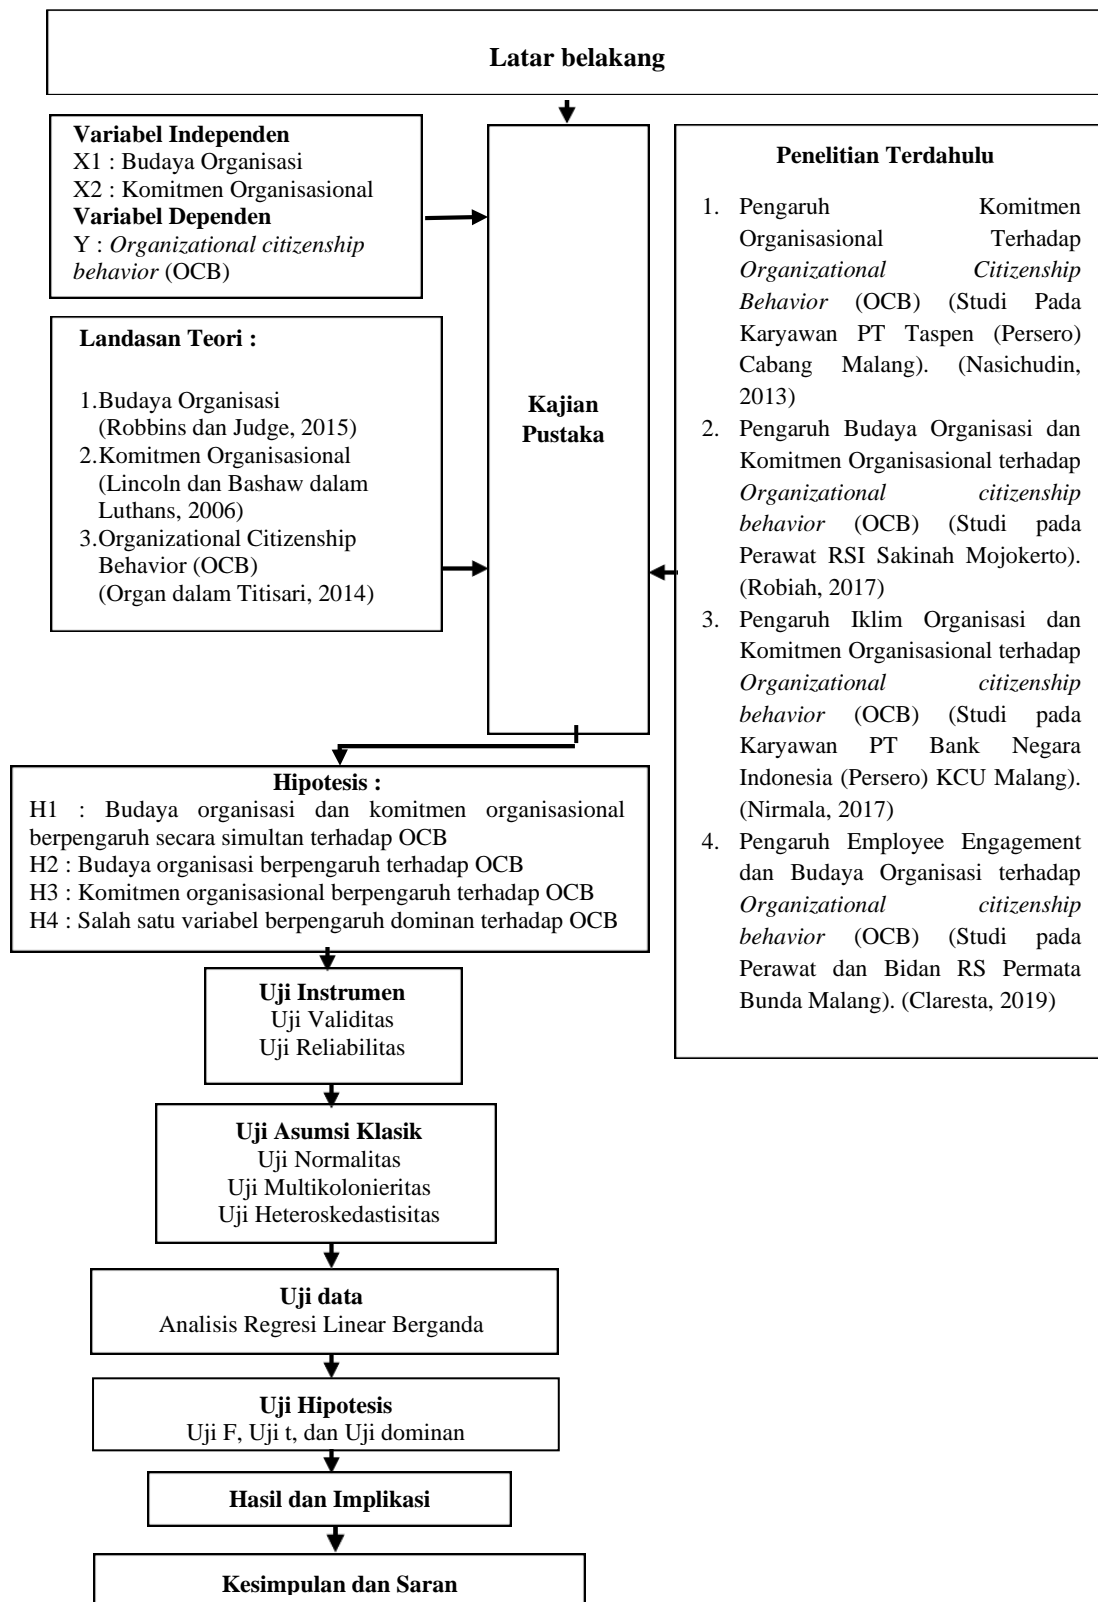 Latar belakang
Variabel Independen
X1 : Budaya Organisasi
X2 : Komitmen Organisasional
Variabel Dependen
Y : Organizational citizenship
behavior (OCB)
Landasan Teori :
1.Budaya Organisasi
(Robbins dan Judge, 2015)
2.Komitmen Organisasional
(Lincoln dan Bashaw dalam
Luthans, 2006)
3.Organizational Citizenship
Behavior (OCB)
(Organ dalam Titisari, 2014)
Kajian
Pustaka
Penelitian Terdahulu
1. Pengaruh Komitmen
Organisasional Terhadap
Organizational Citizenship
Behavior (OCB) (Studi Pada
Karyawan PT Taspen (Persero)
Cabang Malang). (Nasichudin,
2013)
2. Pengaruh Budaya Organisasi dan
Komitmen Organisasional terhadap
Organizational citizenship
behavior (OCB) (Studi pada
Perawat RSI Sakinah Mojokerto).
(Robiah, 2017)
3. Pengaruh Iklim Organisasi dan
Komitmen Organisasional terhadap
Organizational citizenship
behavior (OCB) (Studi pada
Karyawan PT Bank Negara
Indonesia (Persero) KCU Malang).
(Nirmala, 2017)
4. Pengaruh Employee Engagement
dan Budaya Organisasi terhadap
Organizational citizenship
behavior (OCB) (Studi pada
Perawat dan Bidan RS Permata
Bunda Malang). (Claresta, 2019)
Hipotesis :
H1 : Budaya organisasi dan komitmen organisasional
berpengaruh secara simultan terhadap OCB
H2 : Budaya organisasi berpengaruh terhadap OCB
H3 : Komitmen organisasional berpengaruh terhadap OCB
H4 : Salah satu variabel berpengaruh dominan terhadap OCB
Uji Instrumen
Uji Validitas
Uji Reliabilitas
Uji Asumsi Klasik
Uji Normalitas
Uji Multikolonieritas
Uji Heteroskedastisitas
Uji data
Analisis Regresi Linear Berganda
Uji Hipotesis
Uji F, Uji t, dan Uji dominan
Hasil dan Implikasi
Kesimpulan dan Saran